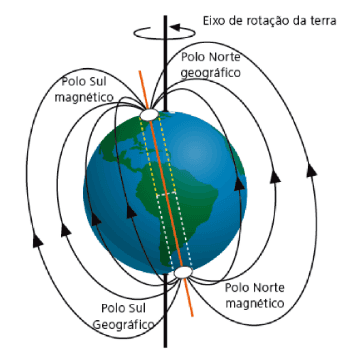 Eixo de rotação da terra
Polo Norte
geográfico
Polo Sul
magnético
Polo Sul
Geográfico
Polo Norte
magnético